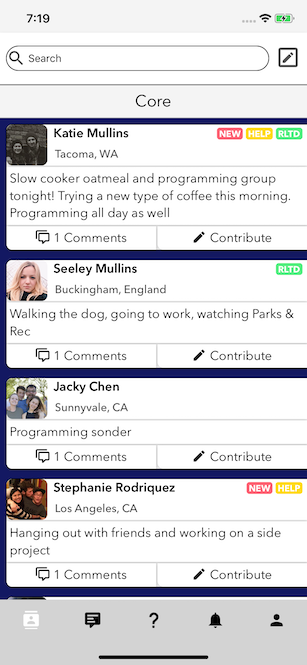 7:19
Search
Core
Katie Mullins NEW HELP RLTD
Tacoma, WA
Slow cooker oatmeal and programming group
tonight! Trying a new type of coffee this morning.
Programming all day as well
1 Comments Contribute
Seeley Mullins RLTD
Buckingham, England
Walking the dog, going to work, watching Parks &
Rec
1 Comments Contribute
Jacky Chen
Sunnyvale, CA
Programming sonder
1 Comments Contribute
Stephanie Rodriquez NEW HELP
Los Angeles, CA
Hanging out with friends and working on a side
project
1 Comments Contribute
?